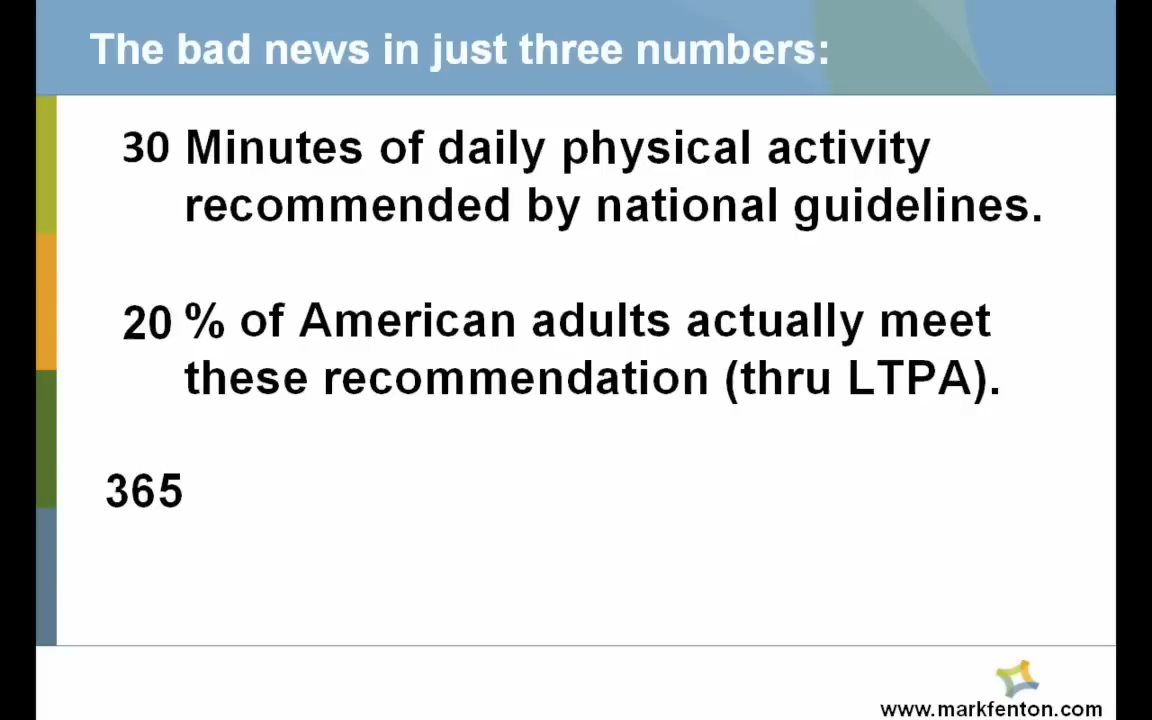 The bad news in just three numbers:
30 Minutes of daily physical activity
recommended by national guidelines.
20 % of American adults actually meet
these recommendation (thru LTPA).
365
www.markfenton.com